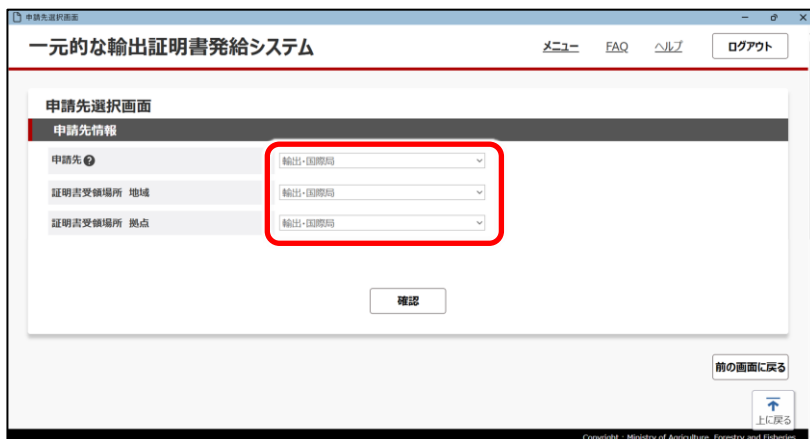 申請先選択画面
一元的な輸出証明書発給システム
メニュー FAQ ヘルプ ログアウト
申請先選択画面
申請先情報
申請先 ? 輸出・国際局
証明書受領場所 地域 輸出・国際局
証明書受領場所 拠点 輸出・国際局
確認
前の画面に戻る
上に戻る
Copyright : Ministry of Agriculture, Forestry and Fisheries